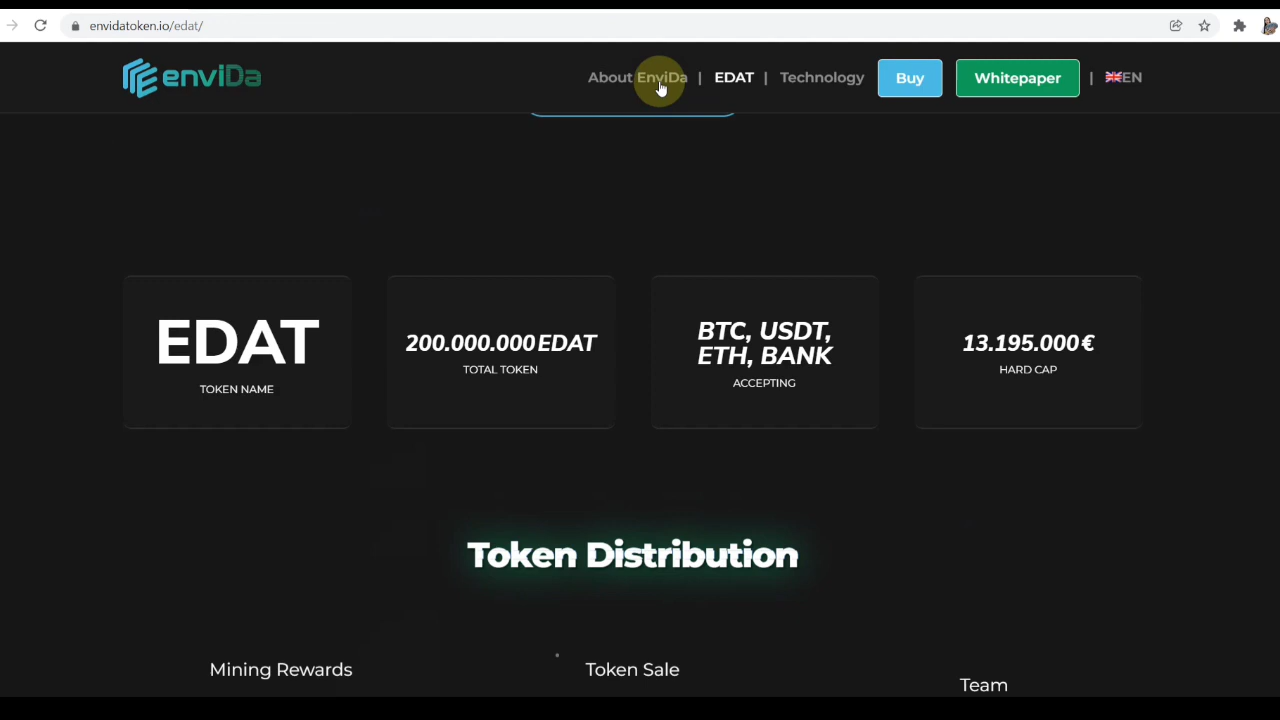 envidatoken.io/edat/
enviDa
About EnviDa | EDAT | Technology Buy Whitepaper | EN
EDAT
TOKEN NAME
200.000.000 EDAT
TOTAL TOKEN
BTC, USDT,
ETH, BANK
ACCEPTING
13.195.000 €
HARD CAP
Token Distribution
Mining Rewards
Token Sale
Team